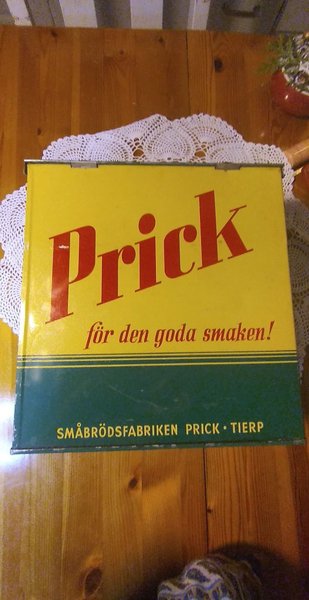 Prick
för den goda smaken!
SMÅBRÖDSFABRIKEN PRICK · TIERP